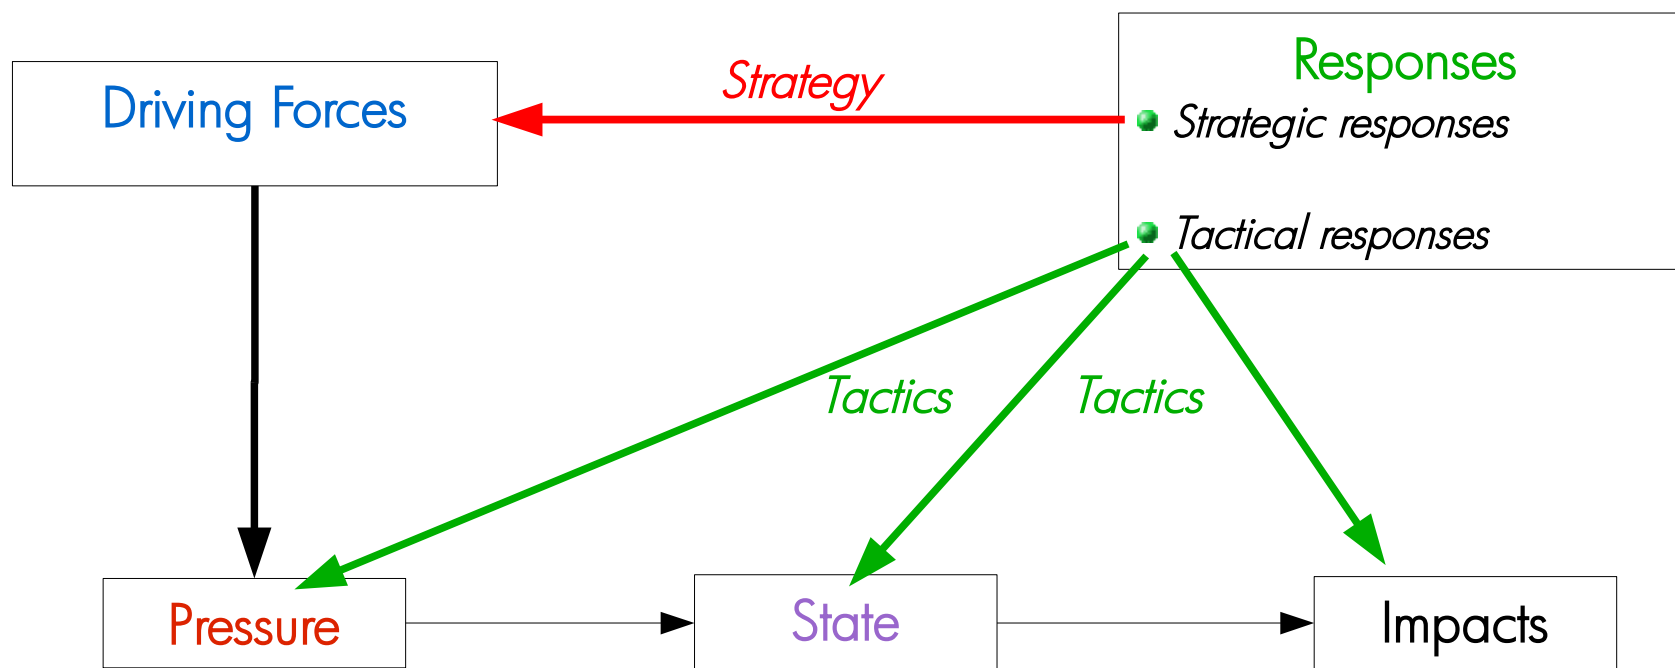 Responses
Strategy
Driving Forces
Strategic responses
Tactical responses
Tactics
Tactics
Pressure
State
Impacts